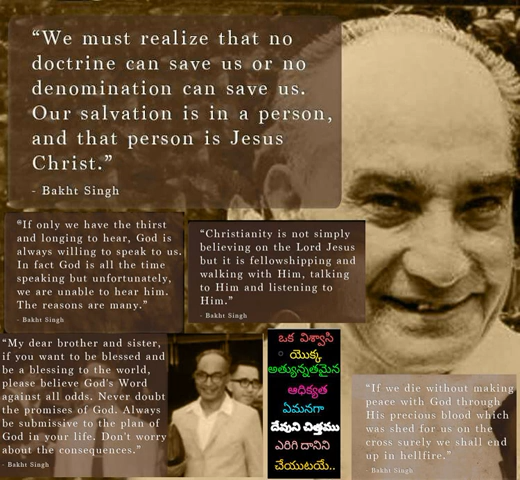 “We must realize that no
doctrine can save us or no
denomination can save us.
Our salvation is in a person,
and that person is Jesus
Christ.”
- Bakht Singh
“If only we have the thirst
and longing to hear, God is
always willing to speak to us.
In fact God is all the time
speaking but unfortunately,
we are unable to hear him.
The reasons are many.”
- Bakht Singh
“Christianity is not simply
believing on the Lord Jesus
but it is fellowshipping and
walking with Him, talking
to Him and listening to
Him.”
- Bakht Singh
“My dear brother and sister,
if you want to be blessed and
be a blessing to the world,
please believe God's Word
against all odds. Never doubt
the promises of God. Always
be submissive to the plan of
God in your life. Don't worry
about the consequences.”
- Bakht Singh
ఒక విశ్వాసి
యొక్క
అత్యున్నతమైన
ఆధిక్యత
ఏమనగా
దేవుని చిత్తము
ఎరిగి దానిని
చేయుటయే..
“If we die without making
peace with God through
His precious blood which
was shed for us on the
cross surely we shall end
up in hellfire.”
- Bakht Singh